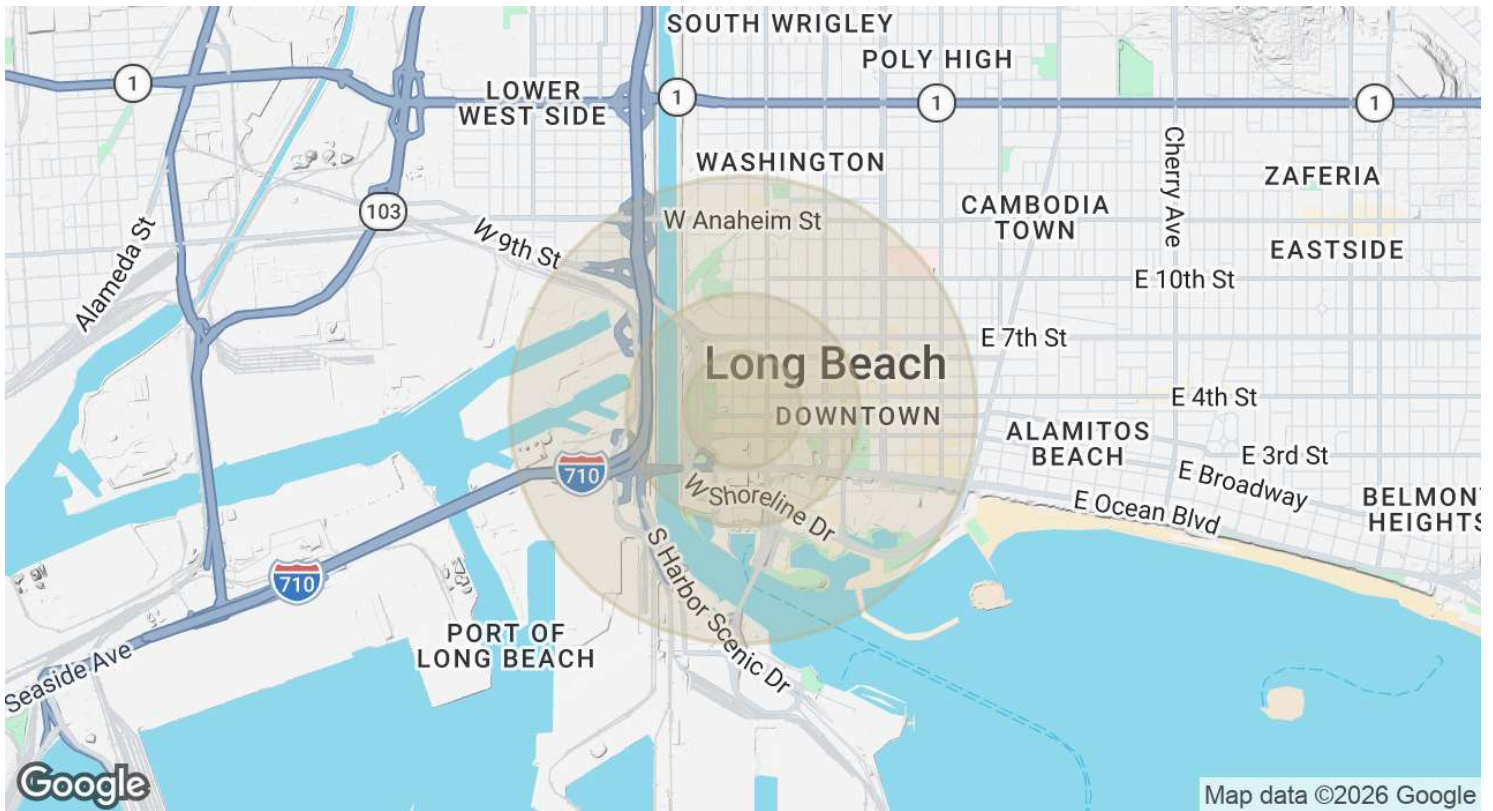 SOUTH WRIGLEY
POLY HIGH
1
LOWER
WEST SIDE
1
1
1
WASHINGTON
Cherry Ave
ZAFERIA
103
W Anaheim St
CAMBODIA
TOWN
W 9th St
EASTSIDE
Alameda St
E 10th St
E 7th St
Long Beach
DOWNTOWN
E 4th St
ALAMITOS
BEACH
E 3rd St
710
E Broadway
W Shoreline Dr
E Ocean Blvd
BELMONT
HEIGHTS
710
S Harbor Scenic Dr
PORT OF
LONG BEACH
Seaside Ave
Google
Map data ©2026 Google